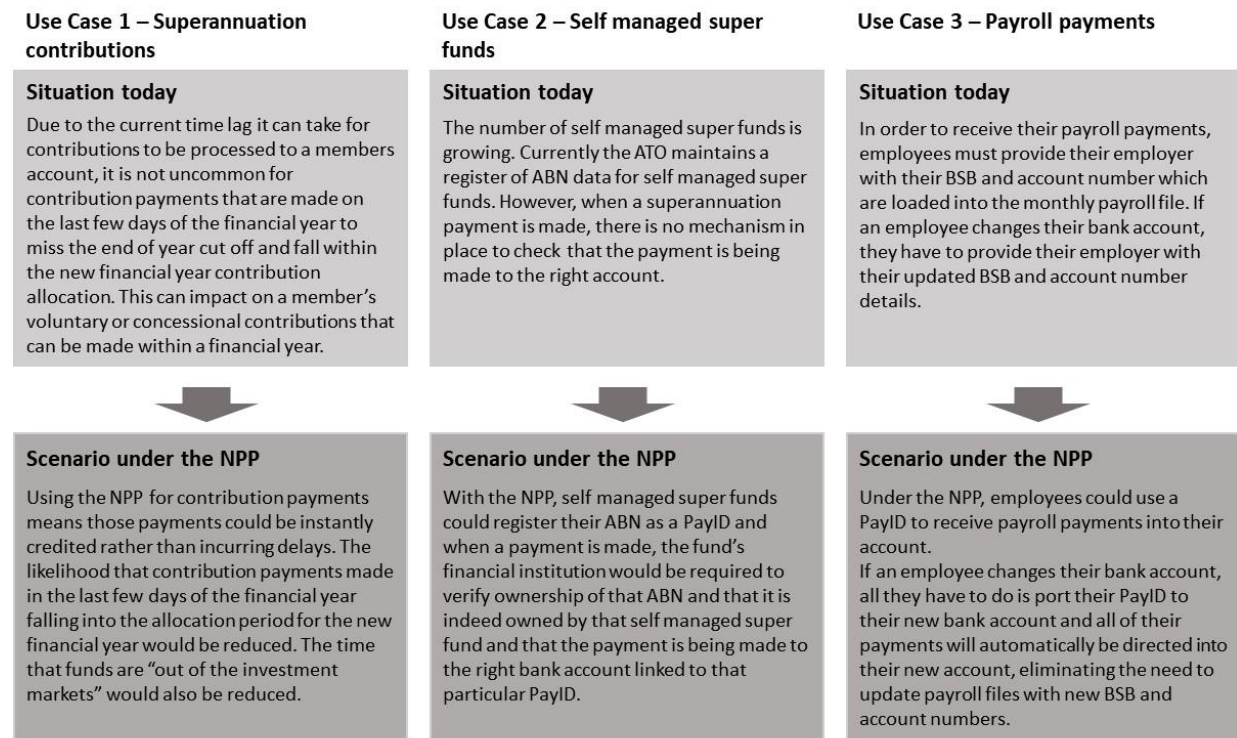 Use Case 1 – Superannuation
contributions
Situation today
Due to the current time lag it can take for
contributions to be processed to a members
account, it is not uncommon for
contribution payments that are made on
the last few days of the financial year to
miss the end of year cut off and fall within
the new financial year contribution
allocation. This can impact on a member's
voluntary or concessional contributions that
can be made within a financial year.
Scenario under the NPP
Using the NPP for contribution payments
means those payments could be instantly
credited rather than incurring delays. The
likelihood that contribution payments made
in the last few days of the financial year
falling into the allocation period for the new
financial year would be reduced. The time
that funds are “out of the investment
markets” would also be reduced.
Use Case 2 – Self managed super
funds
Situation today
The number of self managed super funds is
growing. Currently the ATO maintains a
register of ABN data for self managed super
funds. However, when a superannuation
payment is made, there is no mechanism in
place to check that the payment is being
made to the right account.
Scenario under the NPP
With the NPP, self managed super funds
could register their ABN as a PayID and
when a payment is made, the fund's
financial institution would be required to
verify ownership of that ABN and that it is
indeed owned by that self managed super
fund and that the payment is being made to
the right bank account linked to that
particular PayID.
Use Case 3 – Payroll payments
Situation today
In order to receive their payroll payments,
employees must provide their employer
with their BSB and account number which
are loaded into the monthly payroll file. If
an employee changes their bank account,
they have to provide their employer with
their updated BSB and account number
details.
Scenario under the NPP
Under the NPP, employees could use a
PayID to receive payroll payments into their
account.
If an employee changes their bank account,
all they have to do is port their PayID to
their new bank account and all of their
payments will automatically be directed into
their new account, eliminating the need to
update payroll files with new BSB and
account numbers.